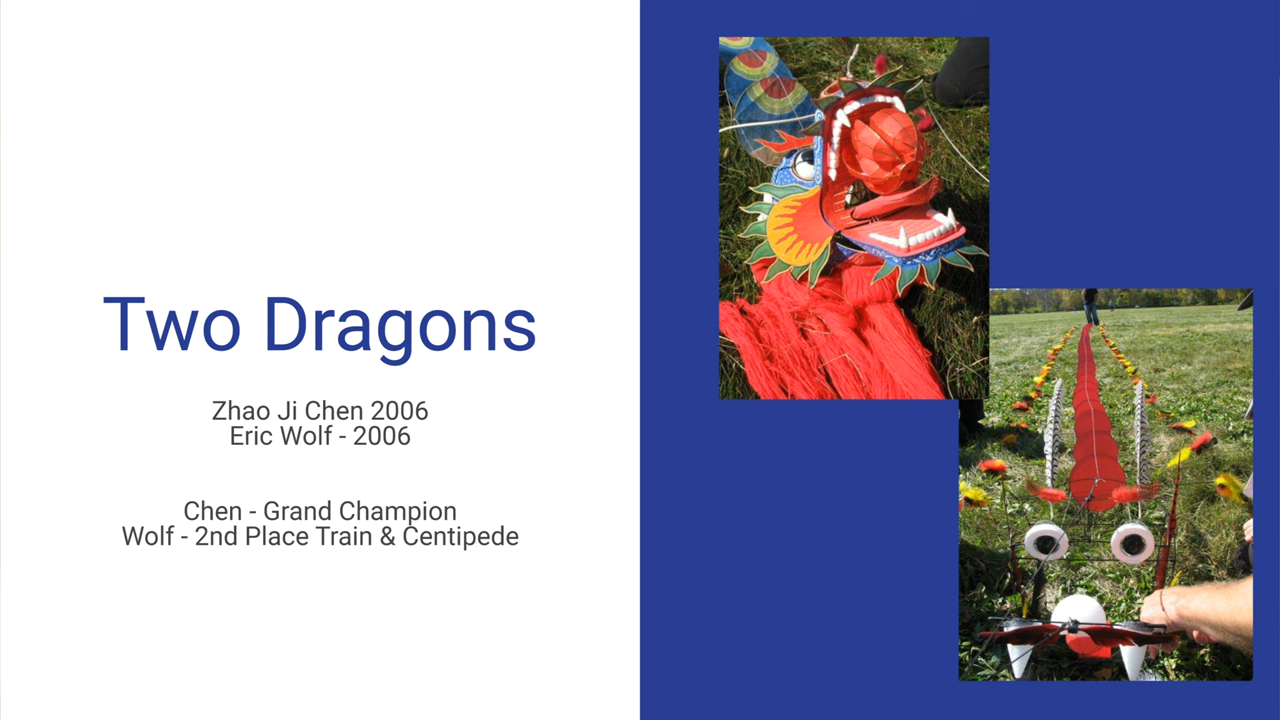 Two Dragons
Zhao Ji Chen 2006
Eric Wolf - 2006
Chen - Grand Champion
Wolf - 2nd Place Train & Centipede